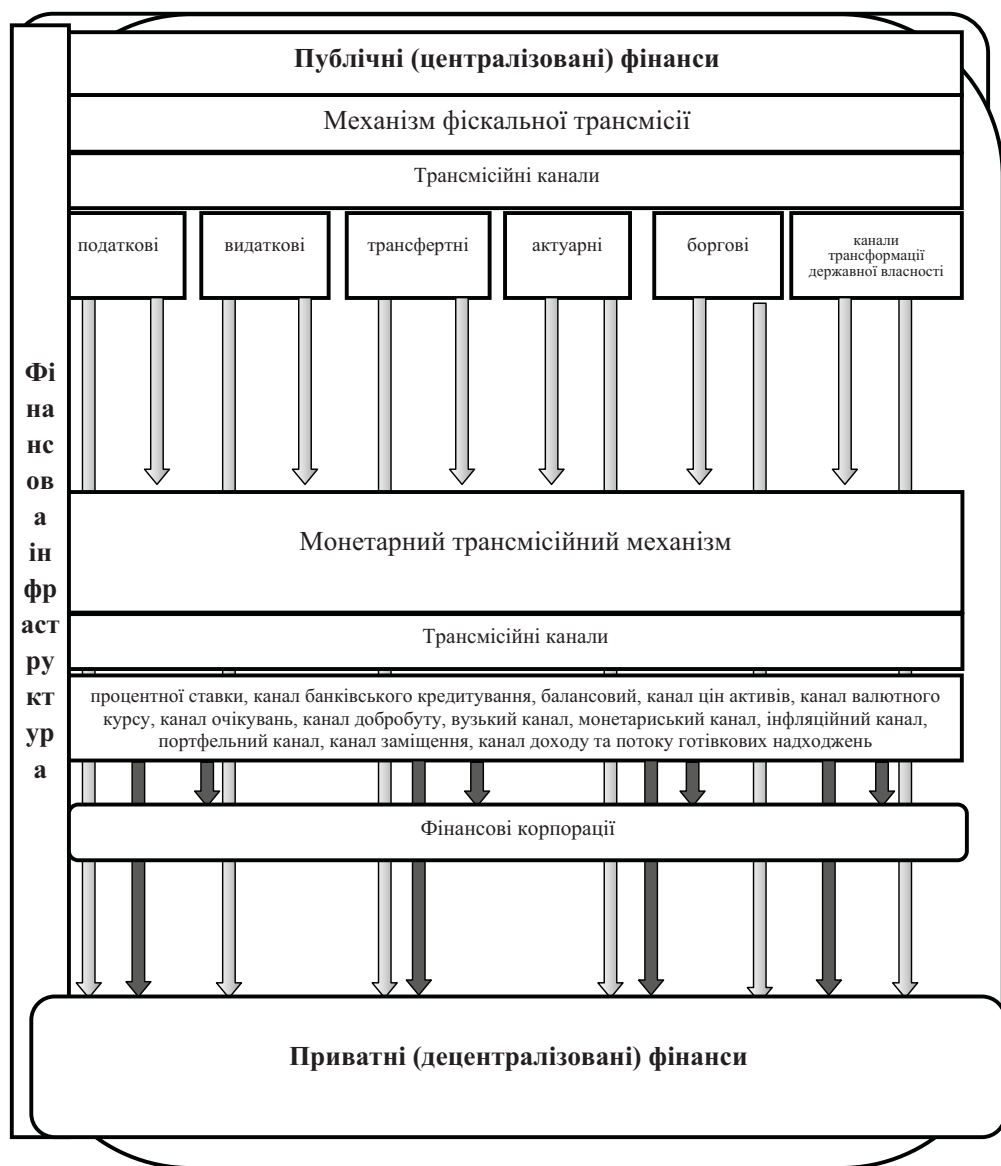 Публічні (централізовані) фінанси
Механізм фіскальної трансмісії
Трансмісійні канали
податкові
видаткові
трансфертні
актуарні
боргові
канали
трансформації
державної власності
Фі
на
нс
ов
а
ін
фр
аст
ру
кт
ур
а
Монетарний трансмісійний механізм
Трансмісійні канали
процентної ставки, канал банківського кредитування, балансовий, канал цін активів, канал валютного
курсу, канал очікувань, канал добробуту, вузький канал, монетариський канал, інфляційний канал,
портфельний канал, канал заміщення, канал доходу та потоку готівкових надходжень
Фінансові корпорації
Приватні (децентралізовані) фінанси